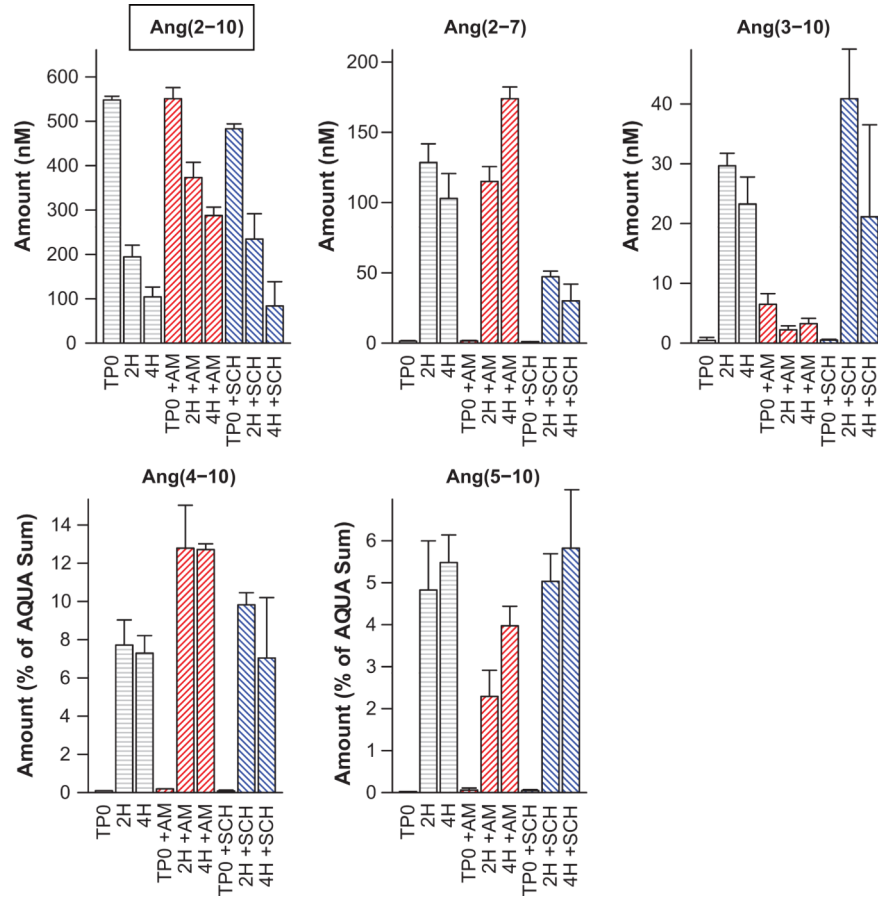 Ang(2−10)
Amount (nM)
600
500
400
300
200
100
0
TP0
2H
4H
TP0 +AM
2H +AM
4H +AM
TP0 +SCH
2H +SCH
4H +SCH
Ang(2−7)
Amount (nM)
200
150
100
50
0
TP0
2H
4H
TP0 +AM
2H +AM
4H +AM
TP0 +SCH
2H +SCH
4H +SCH
Ang(3−10)
Amount (nM)
40
30
20
10
0
TP0
2H
4H
TP0 +AM
2H +AM
4H +AM
TP0 +SCH
2H +SCH
4H +SCH
Ang(4−10)
Amount (% of AQUA Sum)
14
12
10
8
6
4
2
0
TP0
2H
4H
TP0 +AM
2H +AM
4H +AM
TP0 +SCH
2H +SCH
4H +SCH
Ang(5−10)
Amount (% of AQUA Sum)
6
5
4
3
2
1
0
TP0
2H
4H
TP0 +AM
2H +AM
4H +AM
TP0 +SCH
2H +SCH
4H +SCH